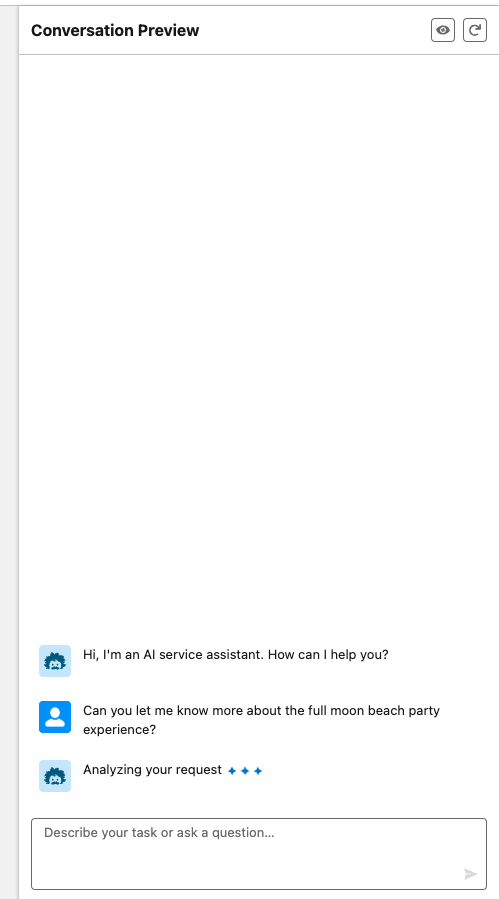 Conversation Preview
Hi, I'm an AI service assistant. How can I help you?
Can you let me know more about the full moon beach party
experience?
Analyzing your request
Describe your task or ask a question...